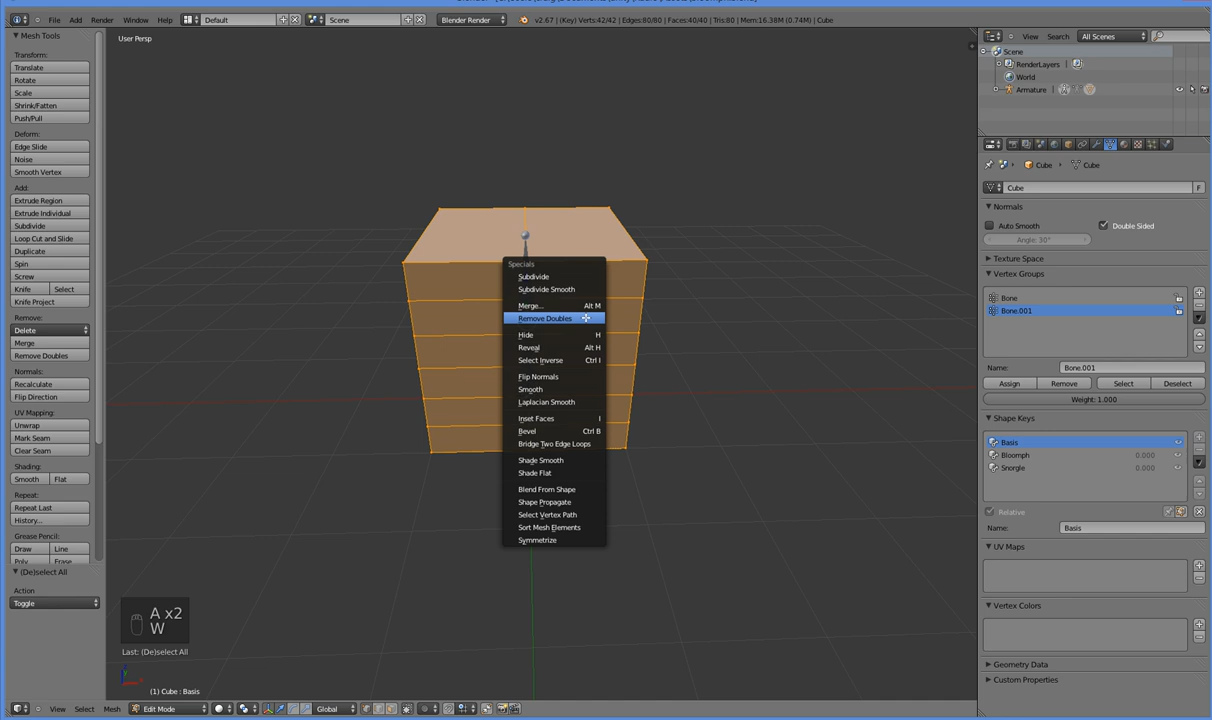 File Add Render Window Help Default Scene Blender Render v2.67 | (Key) Verts:42/42 | Edges:80/80 | Faces:40/40 | Tris:80 | Mem:16.38M (0.74M) | Cube
Mesh Tools
Transform:
Translate
Rotate
Scale
Shrink/Fatten
Push/Pull
Deform:
Edge Slide
Noise
Smooth Vertex
Add:
Extrude Region
Extrude Individual
Subdivide
Loop Cut and Slide
Duplicate
Spin
Screw
Knife Select
Knife Project
Remove:
Delete
Merge
Remove Doubles
Normals:
Recalculate
Flip Direction
UV Mapping:
Unwrap
Mark Seam
Clear Seam
Shading:
Smooth Flat
Repeat:
Repeat Last
History...
Grease Pencil:
Draw Line
Poly Erase
(De)select All
Action
Toggle
User Persp
Specials
Subdivide
Subdivide Smooth
Merge... Alt M
Remove Doubles
Hide H
Reveal Alt H
Select Inverse Ctrl I
Flip Normals
Smooth
Laplacian Smooth
Inset Faces I
Bevel Ctrl B
Bridge Two Edge Loops
Shade Smooth
Shade Flat
Blend From Shape
Shape Propagate
Select Vertex Path
Sort Mesh Elements
Symmetrize
A x2
W
Last: (De)select All
(1) Cube : Basis
View Select Mesh Edit Mode Global
View Search All Scenes
Scene
RenderLayers
World
Armature
Cube Cube
Cube F
Normals
Auto Smooth Double Sided
Angle: 30°
Texture Space
Vertex Groups
Bone
Bone.001
Name: Bone.001
Assign Remove Select Deselect
Weight: 1.000
Shape Keys
Basis
Bloomph 0.000
Snorgle 0.000
Relative
Name: Basis
UV Maps
Vertex Colors
Geometry Data
Custom Properties